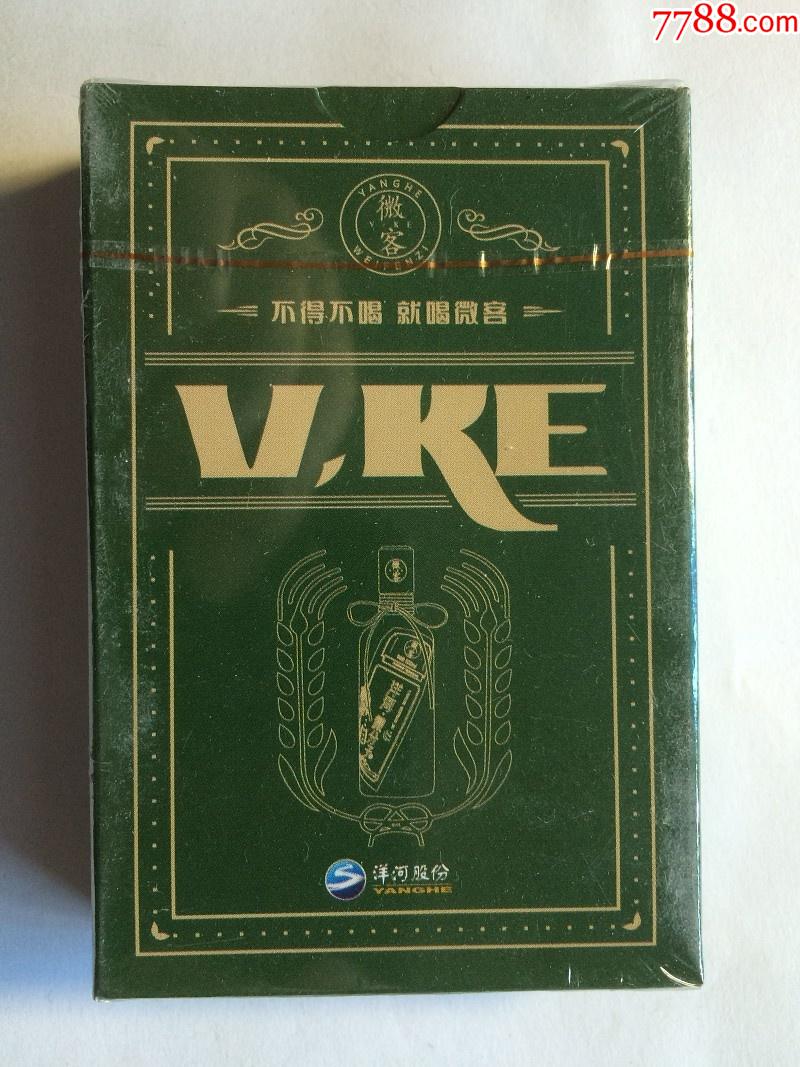 7788.com
YANGHE
微
V KE
客
WEIFENZI
不得不喝 就喝微客
V,KE
洋河股份
YANGHE